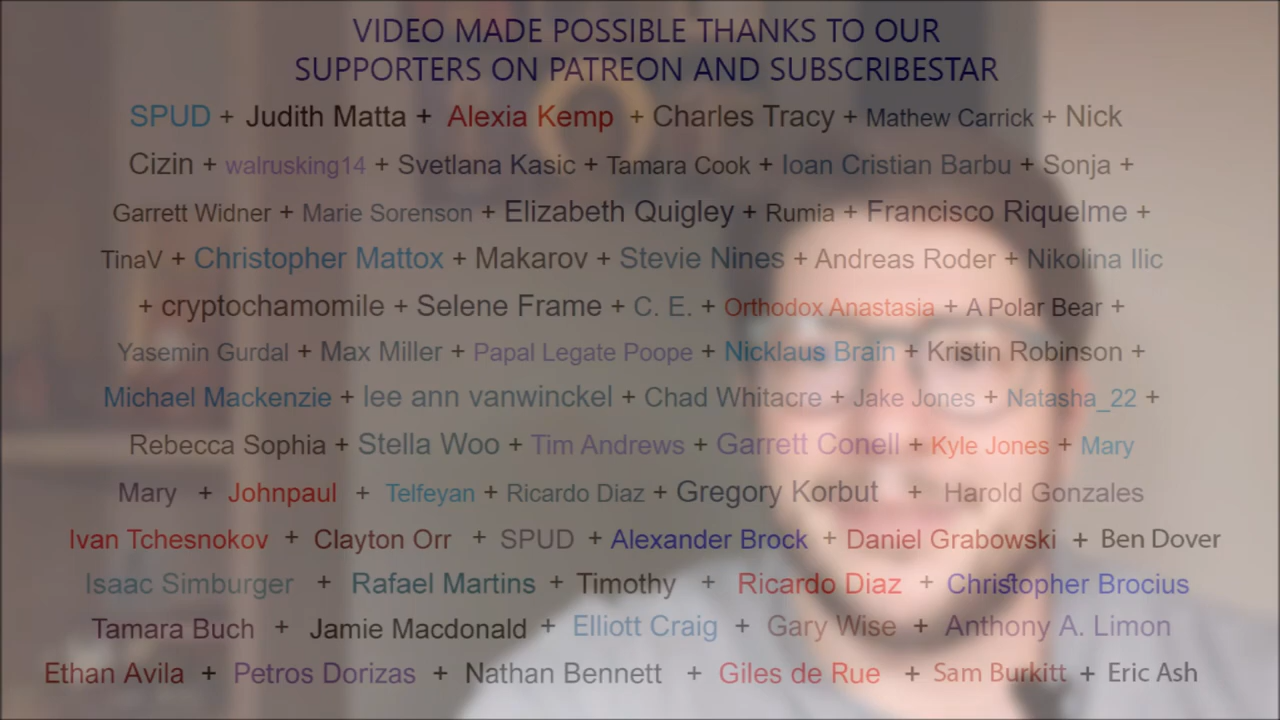 VIDEO MADE POSSIBLE THANKS TO OUR
SUPPORTERS ON PATREON AND SUBSCRIBESTAR
SPUD + Judith Matta + Alexia Kemp + Charles Tracy + Mathew Carrick + Nick
Cizin + walrusking14 + Svetlana Kasic + Tamara Cook + Ioan Cristian Barbu + Sonja +
Garrett Widner + Marie Sorenson + Elizabeth Quigley + Rumia + Francisco Riquelme +
TinaV + Christopher Mattox + Makarov + Stevie Nines + Andreas Roder + Nikolina Ilic
+ cryptochamomile + Selene Frame + C. E. + Orthodox Anastasia + A Polar Bear +
Yasemin Gurdal + Max Miller + Papal Legate Poope + Nicklaus Brain + Kristin Robinson +
Michael Mackenzie + lee ann vanwinckel + Chad Whitacre + Jake Jones + Natasha_22 +
Rebecca Sophia + Stella Woo + Tim Andrews + Garrett Conell + Kyle Jones + Mary
Mary + Johnpaul + Telfeyan + Ricardo Diaz + Gregory Korbut + Harold Gonzales
Ivan Tchesnokov + Clayton Orr + SPUD + Alexander Brock + Daniel Grabowski + Ben Dover
Isaac Simburger + Rafael Martins + Timothy + Ricardo Diaz + Christopher Brocius
Tamara Buch + Jamie Macdonald + Elliott Craig + Gary Wise + Anthony A. Limon
Ethan Avila + Petros Dorizas + Nathan Bennett + Giles de Rue + Sam Burkitt + Eric Ash